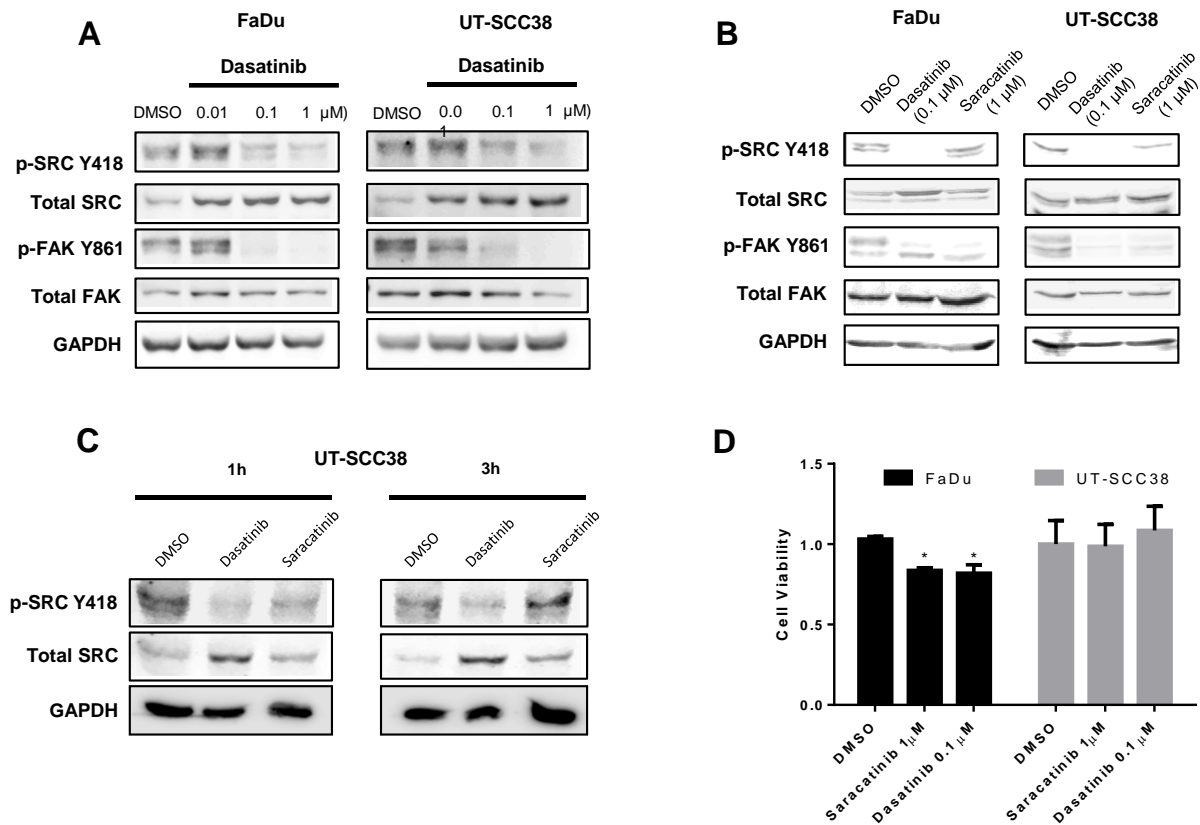 A
FaDu
UT-SCC38
Dasatinib
Dasatinib
DMSO 0.01 0.1 1 µM)
DMSO 0.0 0.1 1 µM)
1
p-SRC Y418
Total SRC
p-FAK Y861
Total FAK
GAPDH
B
FaDu
UT-SCC38
DMSO
Dasatinib
(0.1 µM)
Saracatinib
(1 µM)
DMSO
Dasatinib
(0.1 µM)
Saracatinib
(1 µM)
p-SRC Y418
Total SRC
p-FAK Y861
Total FAK
GAPDH
C
UT-SCC38
1h
3h
DMSO
Dasatinib
Saracatinib
DMSO
Dasatinib
Saracatinib
p-SRC Y418
Total SRC
GAPDH
D
Cell Viability
1.5
1.0
0.5
0.0
FaDu
UT-SCC38
*
*
DMSO
Saracatinib 1µM
Dasatinib 0.1 µM
DMSO
Saracatinib 1µM
Dasatinib 0.1 µM